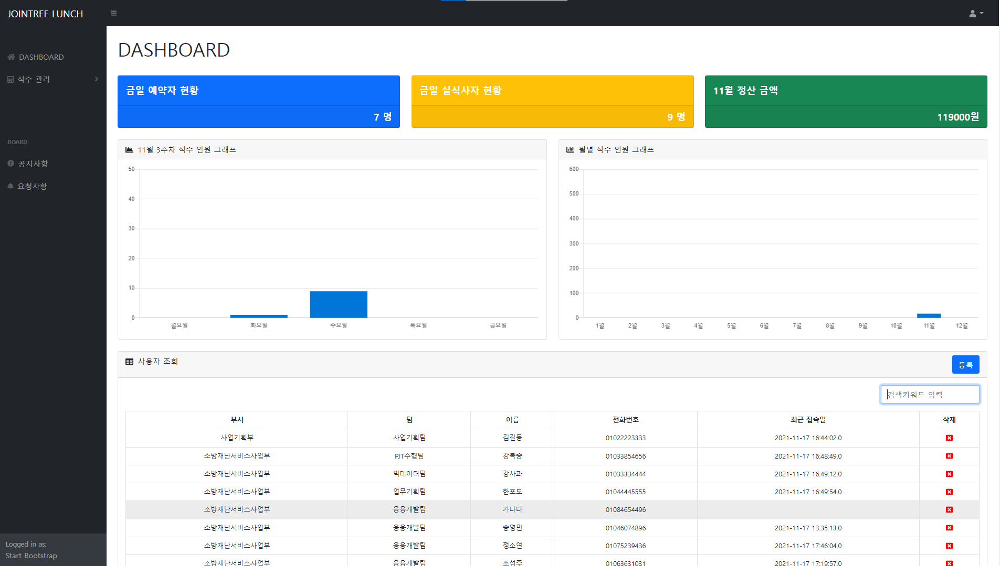 JOINTREE LUNCH
DASHBOARD
식수 관리
BOARD
공지사항
요청사항
Logged in as:
Start Bootstrap
DASHBOARD
금일 예약자 현황
7 명
금일 실식사자 현황
9 명
11월 정산 금액
119000원
11월 3주차 식수 인원 그래프
50
40
30
20
10
0
월요일 화요일 수요일 목요일 금요일
월별 식수 인원 그래프
600
500
400
300
200
100
0
1월 2월 3월 4월 5월 6월 7월 8월 9월 10월 11월 12월
사용자 조회
등록
검색키워드 입력
부서 팀 이름 전화번호 최근 접속일 삭제
사업기획부 사업기획팀 김길동 01022223333 2021-11-17 16:44:02.0
소방재난서비스사업부 PJT수행팀 강복숭 01033854656 2021-11-17 16:48:49.0
소방재난서비스사업부 빅데이터팀 강사과 01033334444 2021-11-17 16:49:12.0
소방재난서비스사업부 업무기획팀 한포도 01044445555 2021-11-17 16:49:54.0
소방재난서비스사업부 응용개발팀 가나다 01084654496
소방재난서비스사업부 응용개발팀 송영민 01046074896 2021-11-17 13:35:13.0
소방재난서비스사업부 응용개발팀 정소연 01075239436 2021-11-17 17:46:04.0
소방재난서비스사업부 응용개발팀 조성주 01063631031 2021-11-17 17:19:57.0